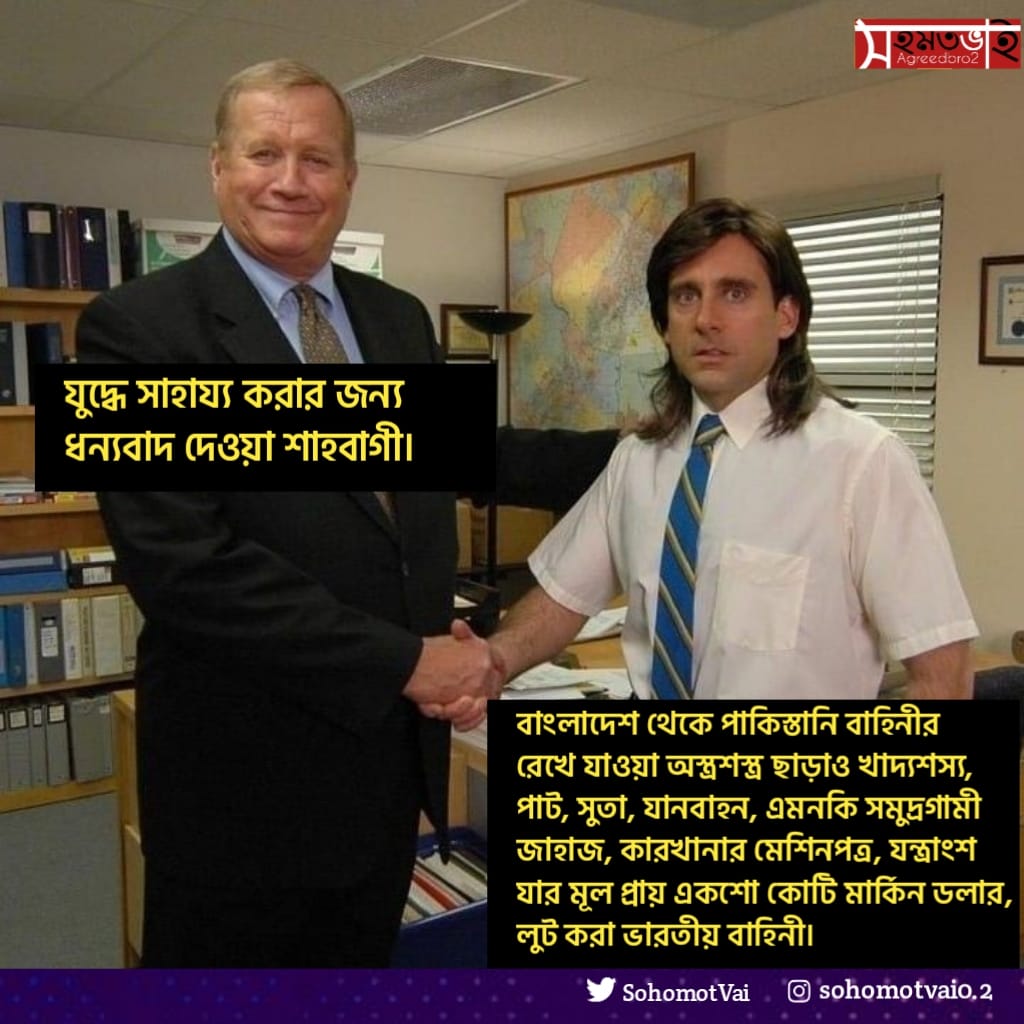 সহমতভাই
Agreedbro2
যুদ্ধে সাহায্য করার জন্য
ধন্যবাদ দেওয়া শাহবাগী।
বাংলাদেশ থেকে পাকিস্তানি বাহিনীর
রেখে যাওয়া অস্ত্রশস্ত্র ছাড়াও খাদ্যশস্য,
পাট, সুতা, যানবাহন, এমনকি সমুদ্রগামী
জাহাজ, কারখানার মেশিনপত্র, যন্ত্রাংশ
যার মূল প্রায় একশো কোটি মার্কিন ডলার,
লুট করা ভারতীয় বাহিনী।
SohomotVai
sohomotvaio.2